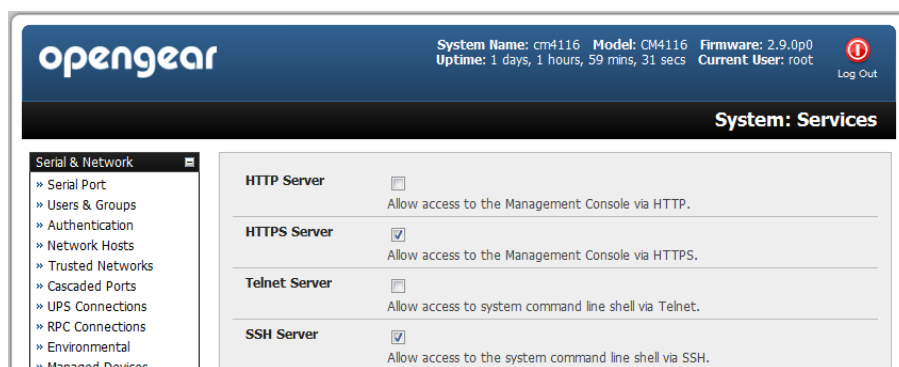 opengear
System Name: cm4116 Model: CM4116 Firmware: 2.9.0p0
Uptime: 1 days, 1 hours, 59 mins, 31 secs Current User: root
Log Out
System: Services
Serial & Network
» Serial Port
» Users & Groups
» Authentication
» Network Hosts
» Trusted Networks
» Cascaded Ports
» UPS Connections
» RPC Connections
» Environmental
» Managed Devices
HTTP Server
Allow access to the Management Console via HTTP.
HTTPS Server
Allow access to the Management Console via HTTPS.
Telnet Server
Allow access to system command line shell via Telnet.
SSH Server
Allow access to the system command line shell via SSH.